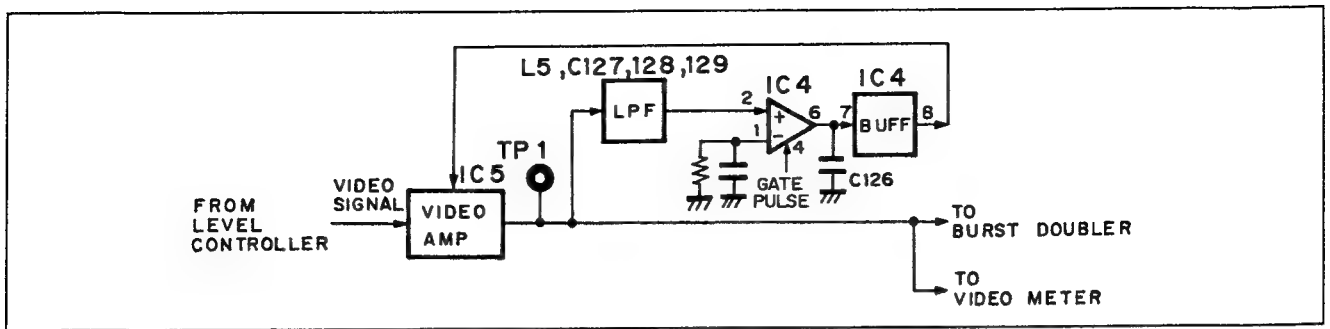 L5,C127,128,129
LPF
IC4
2
1
+
−
4
6
GATE
PULSE
C126
IC4
7
BUFF
8
TP1
IC5
VIDEO
AMP
VIDEO
SIGNAL
FROM
LEVEL
CONTROLLER
TO
BURST DOUBLER
TO
VIDEO METER